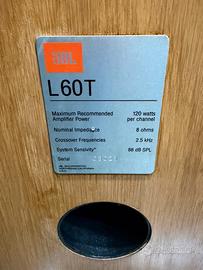 JBL
L60T
Maximum Recommended 120 watts
Amplifier Power per channel
Nominal Impedance 8 ohms
Crossover Frequencies 2.5 kHz
System Sensivity* 88 dB SPL
Serial